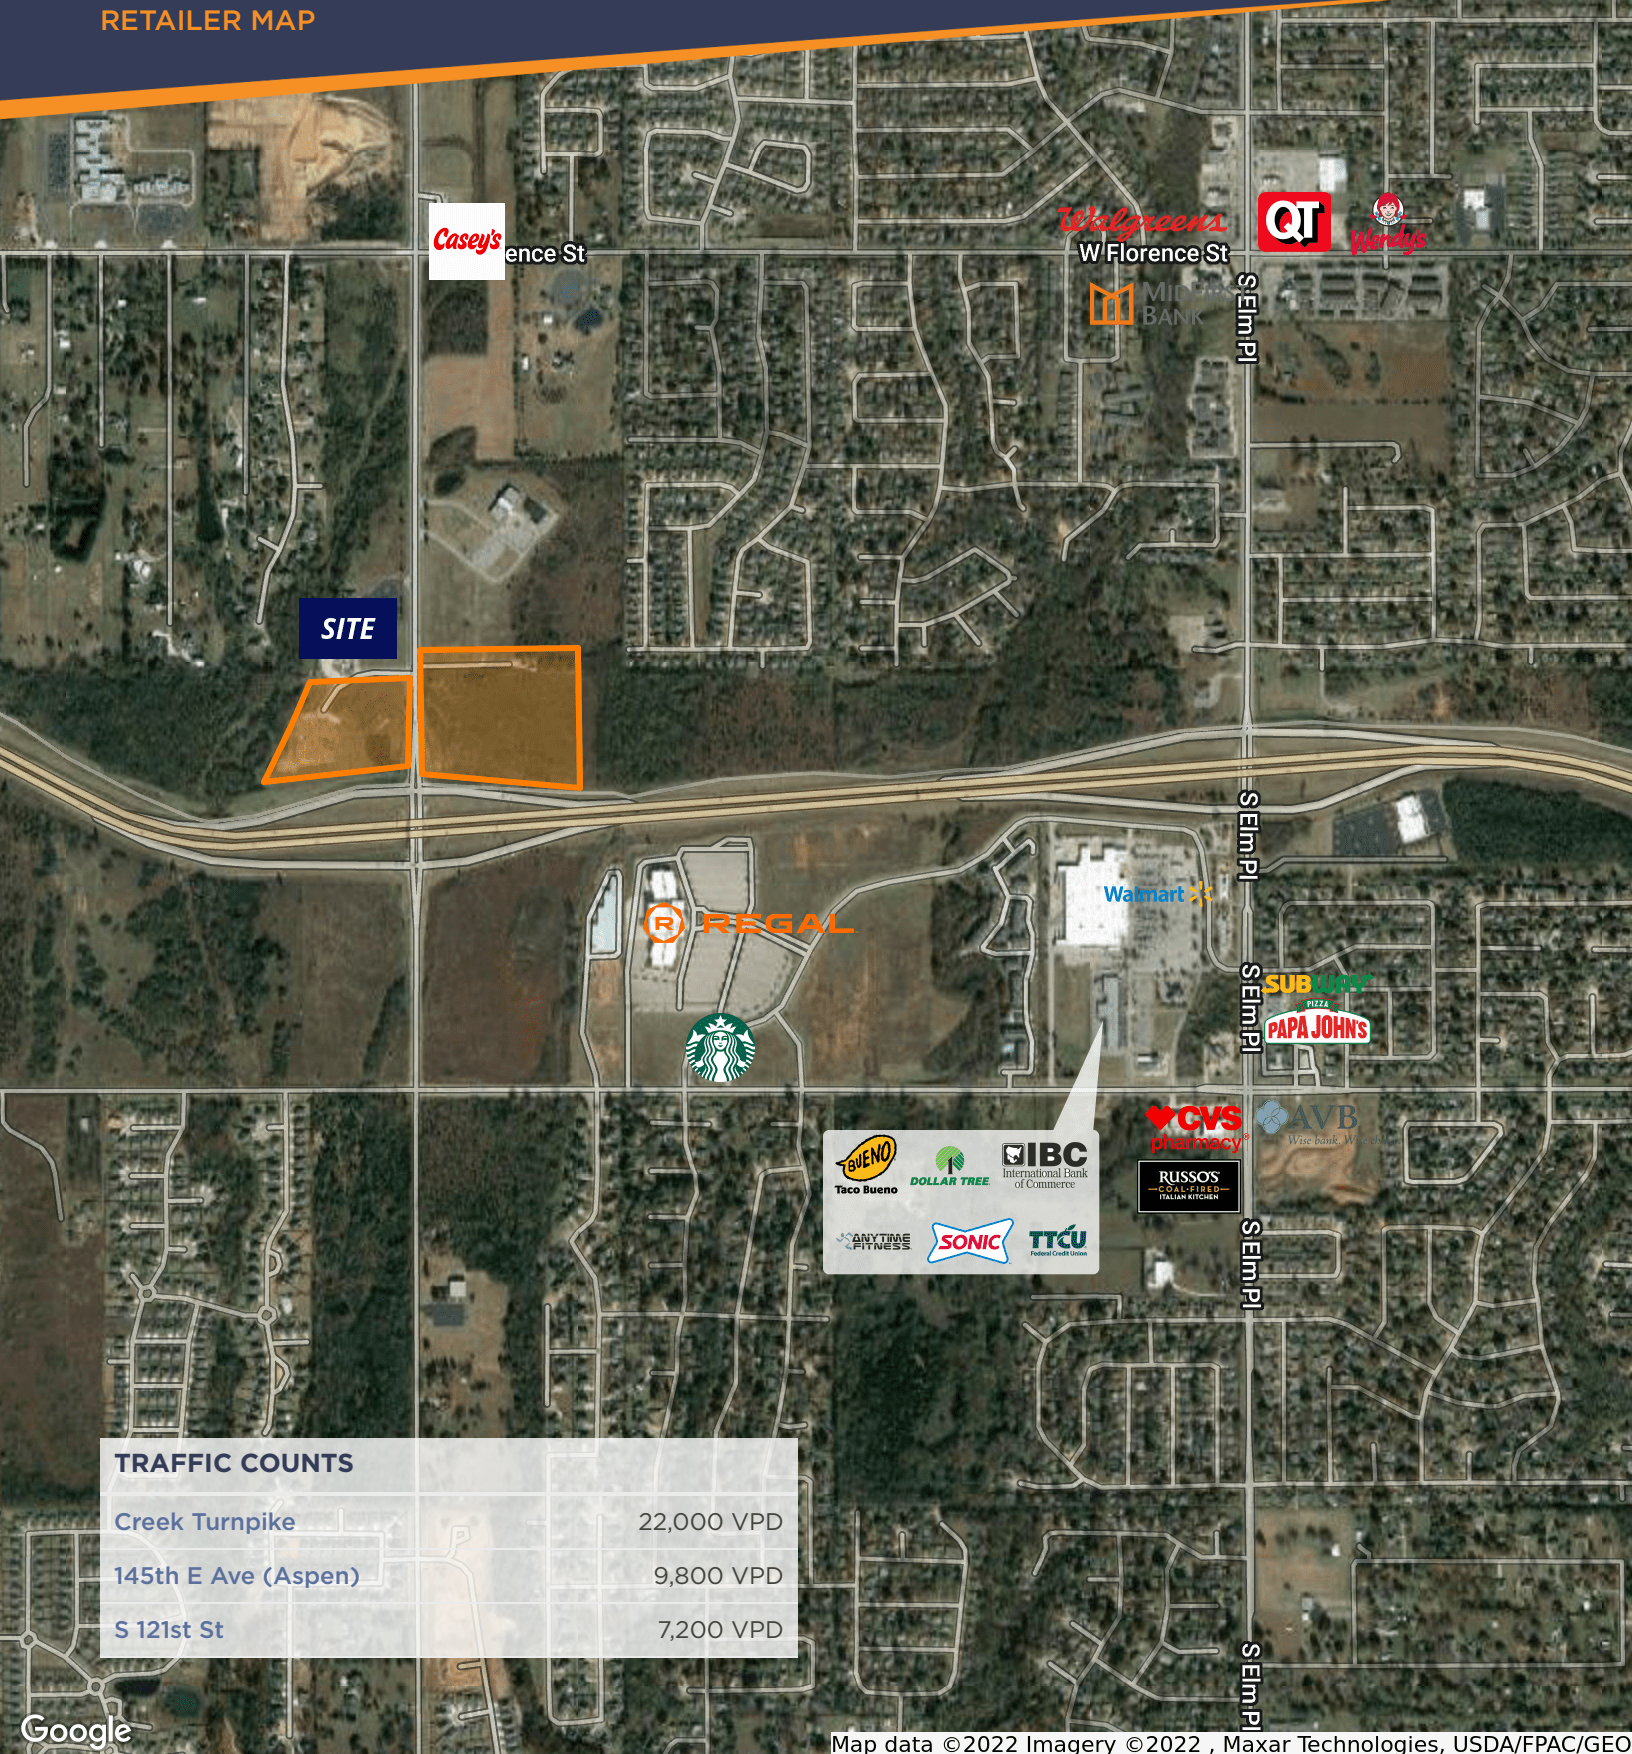 RETAILER MAP
Casey's
ence St
Walgreens
QT
Wendy's
W Florence St
S Elm Pl
BANK
SITE
S Elm Pl
Walmart
R REGAL
S Elm Pl
SUBWAY
PIZZA
PAPA JOHN'S
CVS
pharmacy®
AVB
Wise bank.
BUENO
Taco Bueno
DOLLAR TREE
IBC
International Bank
of Commerce
RUSSO'S
COAL-FIRED
ITALIAN KITCHEN
ANYTIME
FITNESS
SONIC
TTCU
Federal Credit Union
S Elm Pl
TRAFFIC COUNTS
Creek Turnpike 22,000 VPD
145th E Ave (Aspen) 9,800 VPD
S 121st St 7,200 VPD
S Elm Pl
Google
Map data ©2022 Imagery ©2022 , Maxar Technologies, USDA/FPAC/GEO